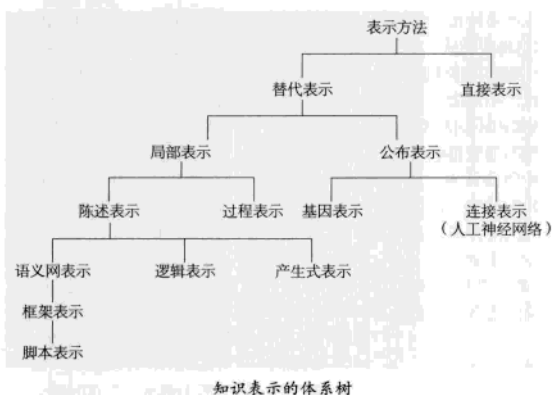 表示方法
替代表示 直接表示
局部表示 公布表示
陈述表示 过程表示 基因表示 连接表示
（人工神经网络）
语义网表示 逻辑表示 产生式表示
框架表示
脚本表示
知识表示的体系树